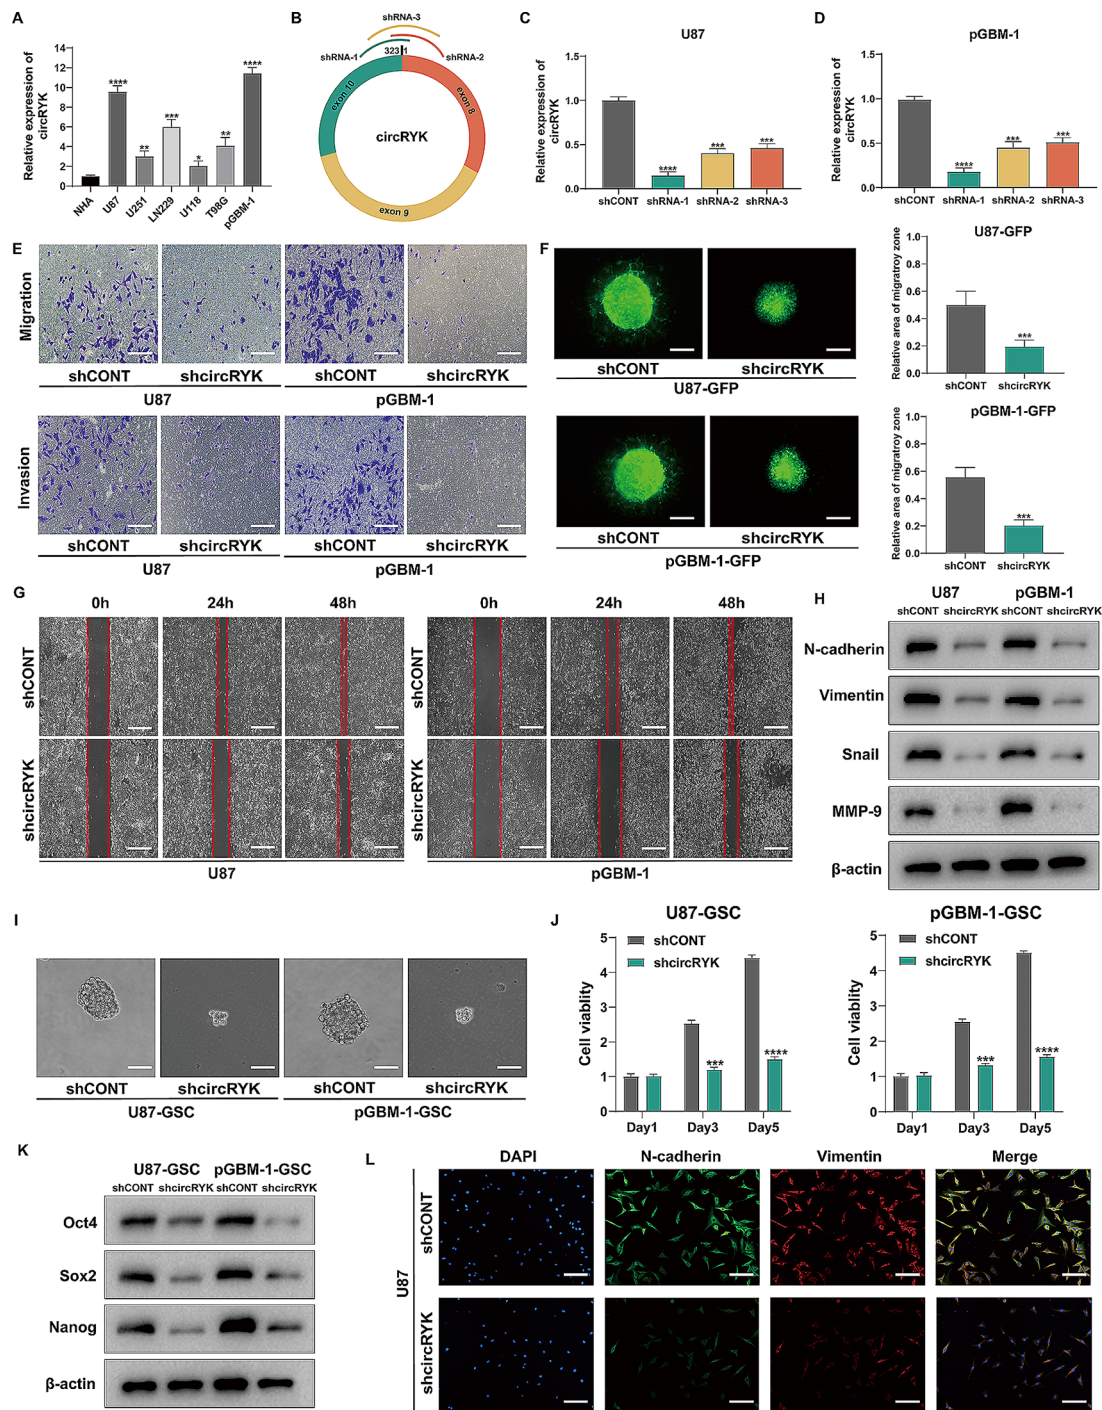 A
Relative expression of
circRYK
14
12
10
8
6
4
2
0
****
**
***
*
**
****
NHA
U87
U251
LN229
U118
T98G
pGBM-1
B
shRNA-3
shRNA-1
323 1
shRNA-2
exon 10
exon 8
circRYK
exon 9
C
U87
Relative expression of
circRYK
1.5
1.0
0.5
0.0
****
***
***
shCONT
shRNA-1
shRNA-2
shRNA-3
D
pGBM-1
Relative expression of
circRYK
1.5
1.0
0.5
0.0
****
***
***
shCONT
shRNA-1
shRNA-2
shRNA-3
E
Migration
shCONT
shcircRYK
shCONT
shcircRYK
U87
pGBM-1
Invasion
shCONT
shcircRYK
shCONT
shcircRYK
U87
pGBM-1
F
shCONT
shcircRYK
U87-GFP
shCONT
shcircRYK
pGBM-1-GFP
U87-GFP
Relative area of migratroy zone
1.0
0.8
0.6
0.4
0.2
0.0
***
shCONT
shcircRYK
pGBM-1-GFP
Relative area of migratroy zone
1.0
0.8
0.6
0.4
0.2
0.0
***
shCONT
shcircRYK
G
0h
24h
48h
0h
24h
48h
shCONT
shCONT
shcircRYK
shcircRYK
U87
pGBM-1
H
U87
pGBM-1
shCONT shcircRYK shCONT shcircRYK
N-cadherin
Vimentin
Snail
MMP-9
β-actin
I
shCONT
shcircRYK
shCONT
shcircRYK
U87-GSC
pGBM-1-GSC
J
U87-GSC
shCONT
shcircRYK
Cell viablity
5
4
3
2
1
0
***
****
Day1
Day3
Day5
pGBM-1-GSC
shCONT
shcircRYK
Cell viablity
5
4
3
2
1
0
***
****
Day1
Day3
Day5
K
U87-GSC
pGBM-1-GSC
shCONT shcircRYK shCONT shcircRYK
Oct4
Sox2
Nanog
β-actin
L
DAPI
N-cadherin
Vimentin
Merge
U87
shCONT
shcircRYK